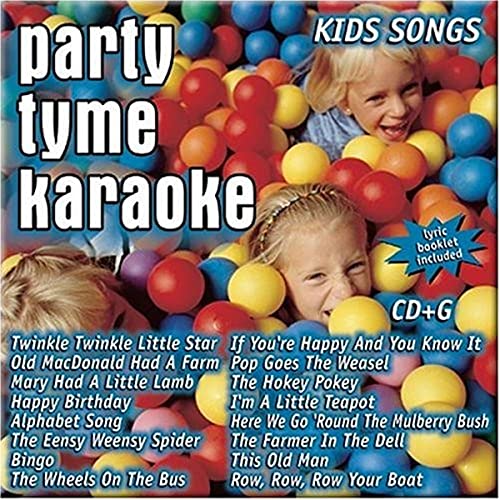 KIDS SONGS
party
tyme
karaoke
lyric
booklet
included
CD+G
Twinkle Twinkle Little Star
Old MacDonald Had A Farm
Mary Had A Little Lamb
Happy Birthday
Alphabet Song
The Eensy Weensy Spider
Bingo
The Wheels On The Bus
If You're Happy And You Know It
Pop Goes The Weasel
The Hokey Pokey
I'm A Little Teapot
Here We Go 'Round The Mulberry Bush
The Farmer In The Dell
This Old Man
Row, Row, Row Your Boat